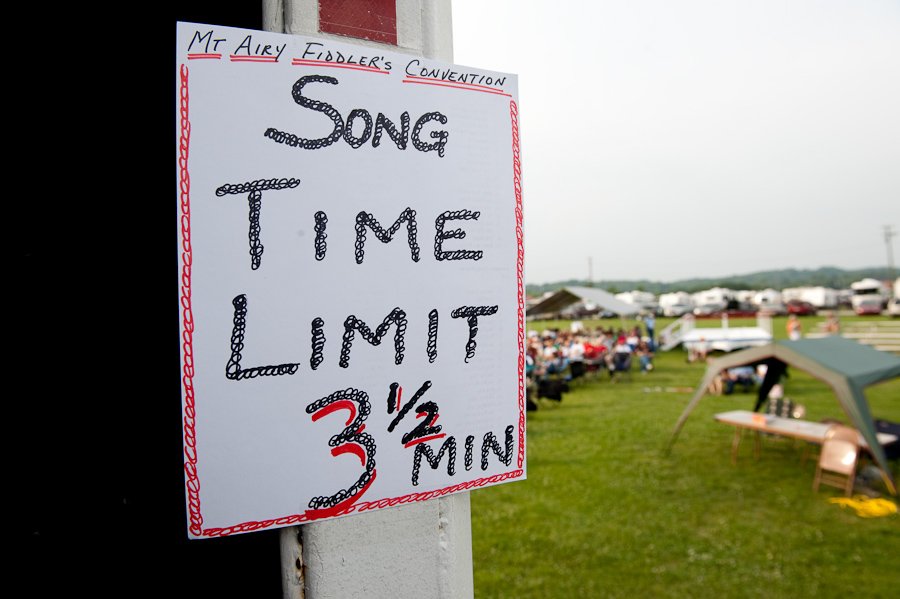 Mt Airy Fiddler's Convention
Song
Time
Limit
3 1/2 Min